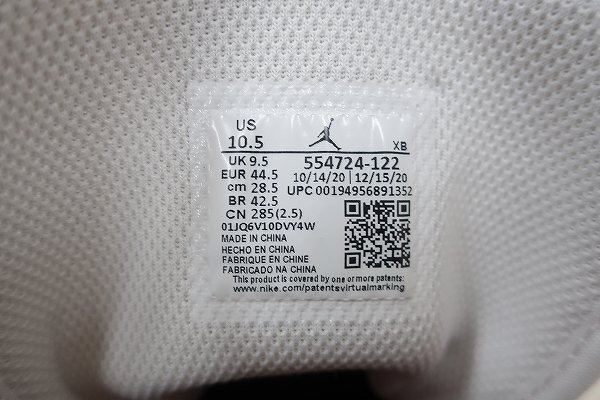 US
10.5 XB
UK 9.5 554724-122
EUR 44.5 10/14/20 12/15/20
cm 28.5 UPC 00194956891352
BR 42.5
CN 285(2.5)
01JQ6V10DVY4W
MADE IN CHINA
HECHO EN CHINA
FABRIQUE EN CHINE
FABRICADO NA CHINA
This product is covered by one or more patents:
www.nike.com/patentsvirtualmarking